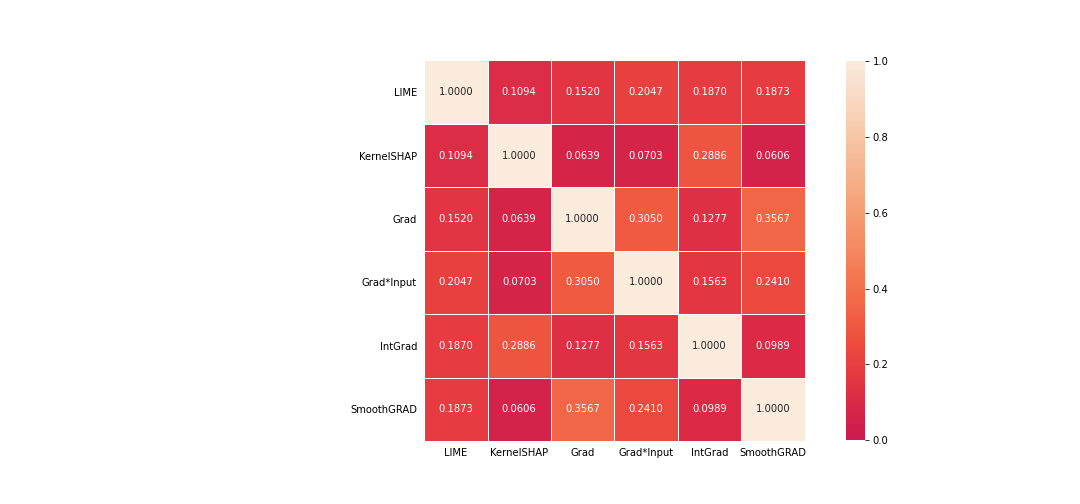 LIME 1.0000 0.1094 0.1520 0.2047 0.1870 0.1873
KernelSHAP 0.1094 1.0000 0.0639 0.0703 0.2886 0.0606
Grad 0.1520 0.0639 1.0000 0.3050 0.1277 0.3567
Grad*Input 0.2047 0.0703 0.3050 1.0000 0.1563 0.2410
IntGrad 0.1870 0.2886 0.1277 0.1563 1.0000 0.0989
SmoothGRAD 0.1873 0.0606 0.3567 0.2410 0.0989 1.0000
LIME KernelSHAP Grad Grad*Input IntGrad SmoothGRAD
1.0
0.8
0.6
0.4
0.2
0.0